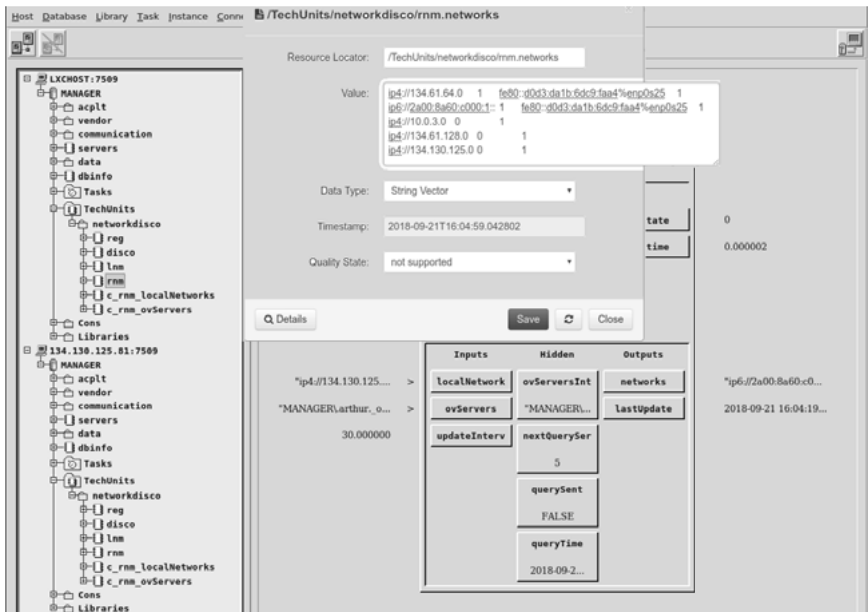 Host Database Library Task Instance Conne
/TechUnits/networkdisco/rnm.networks
Resource Locator: /TechUnits/networkdisco/rnm.networks
Value:
ip4://134.61.64.0 1 fe80::d0d3:da1b:6dc9:faa4%enp0s25 1
ip6://2a00:8a60:c000:1:: 1 fe80::d0d3:da1b:6dc9:faa4%enp0s25 1
ip4://10.0.3.0 0 1
ip4://134.61.128.0 0 1
ip4://134.130.125.0 0 1
Data Type: String Vector
Timestamp: 2018-09-21T16:04:59.042802
Quality State: not supported
Details Save Close
tate 0
time 0.000002
LXCHOST:7509
MANAGER
acplt
vendor
communication
servers
data
dbinfo
Tasks
TechUnits
networkdisco
reg
disco
lnm
rnm
c_rnm_localNetworks
c_rnm_ovServers
Cons
Libraries
134.130.125.81:7509
MANAGER
acplt
vendor
communication
servers
data
dbinfo
Tasks
TechUnits
networkdisco
reg
disco
lnm
rnm
c_rnm_localNetworks
c_rnm_ovServers
Cons
Libraries
Inputs Hidden Outputs
"ip4://134.130.125.... > localNetwork ovServersInt networks "ip6://2a00:8a60:c0...
"MANAGER\.arthur._o... > ovServers "MANAGER\... lastUpdate 2018-09-21 16:04:19...
30.000000 updateInterv nextQuerySer
5
querySent
FALSE
queryTime
2018-09-2...